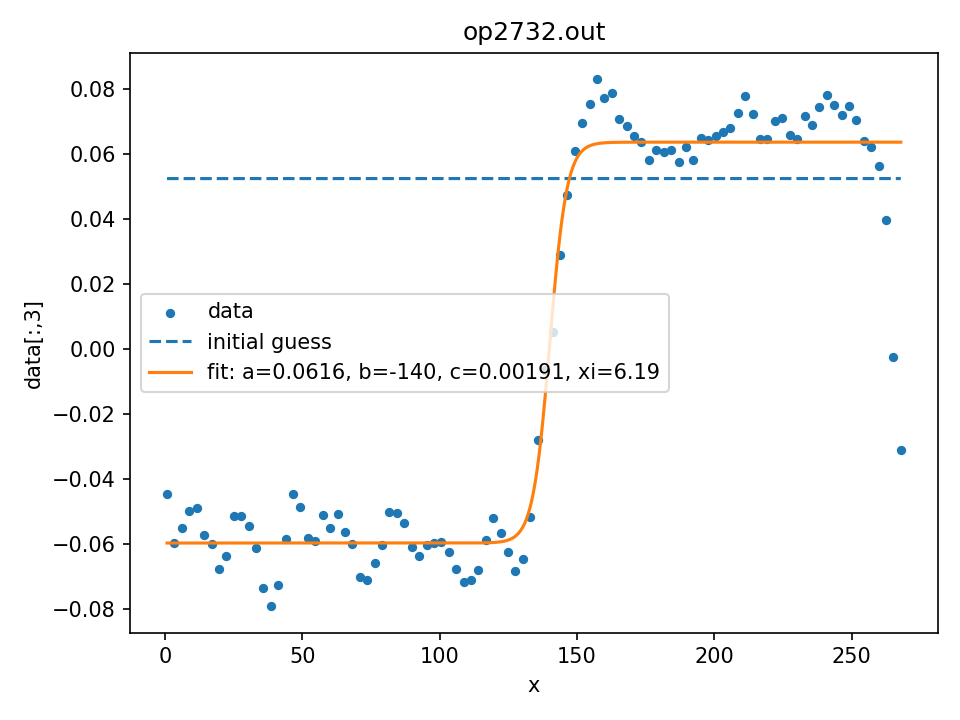 op2732.out
data[:,3]
0.08
0.06
0.04
0.02
0.00
−0.02
−0.04
−0.06
−0.08
data
initial guess
fit: a=0.0616, b=-140, c=0.00191, xi=6.19
0 50 100 150 200 250
x